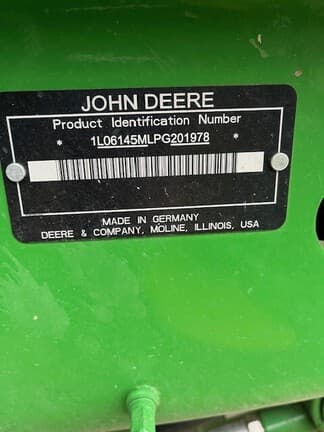 JOHN DEERE
Product Identification Number
* 1L06145MLPG201978 *
MADE IN GERMANY
DEERE & COMPANY, MOLINE, ILLINOIS, USA